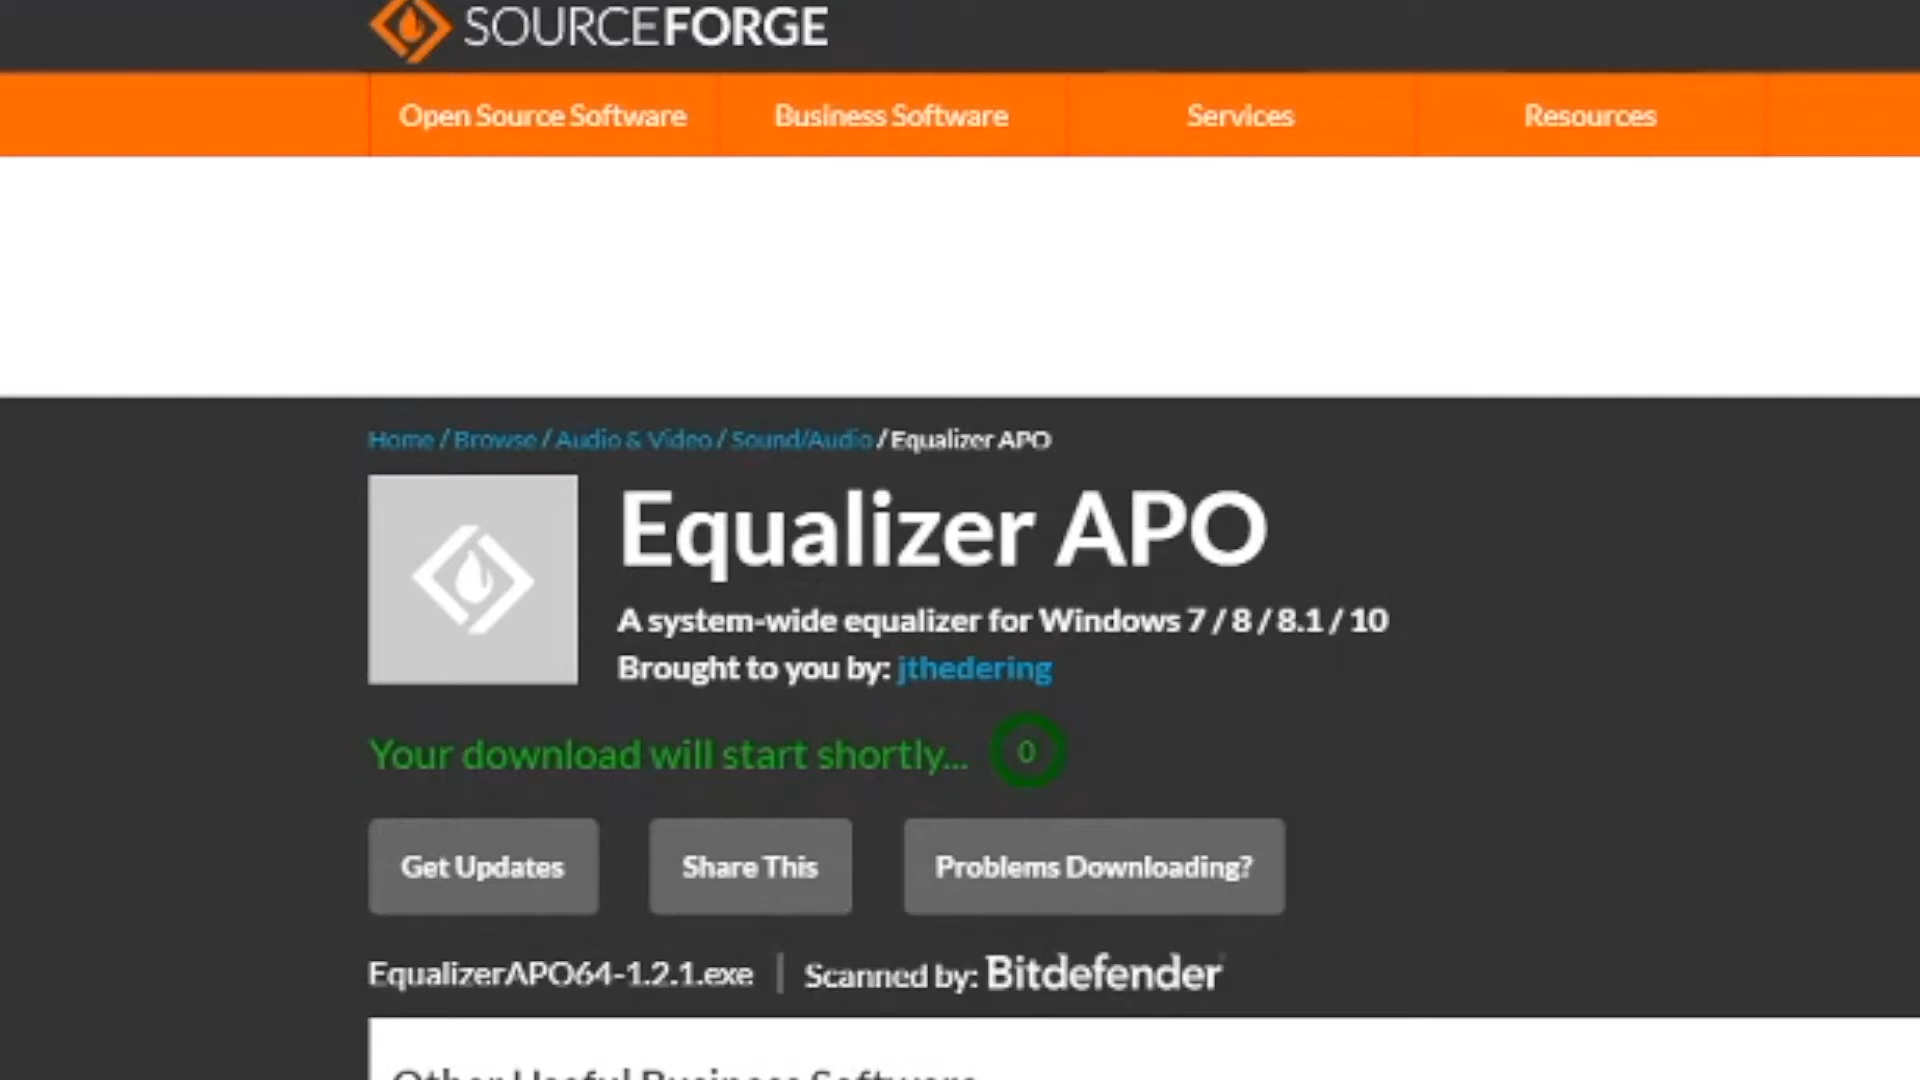 SOURCEFORGE
Open Source Software Business Software Services Resources
Home / Browse / Audio & Video / Sound/Audio / Equalizer APO
Equalizer APO
A system-wide equalizer for Windows 7 / 8 / 8.1 / 10
Brought to you by: jthedering
Your download will start shortly... 0
Get Updates Share This Problems Downloading?
EqualizerAPO64-1.2.1.exe | Scanned by: Bitdefender
Other Useful Business Software